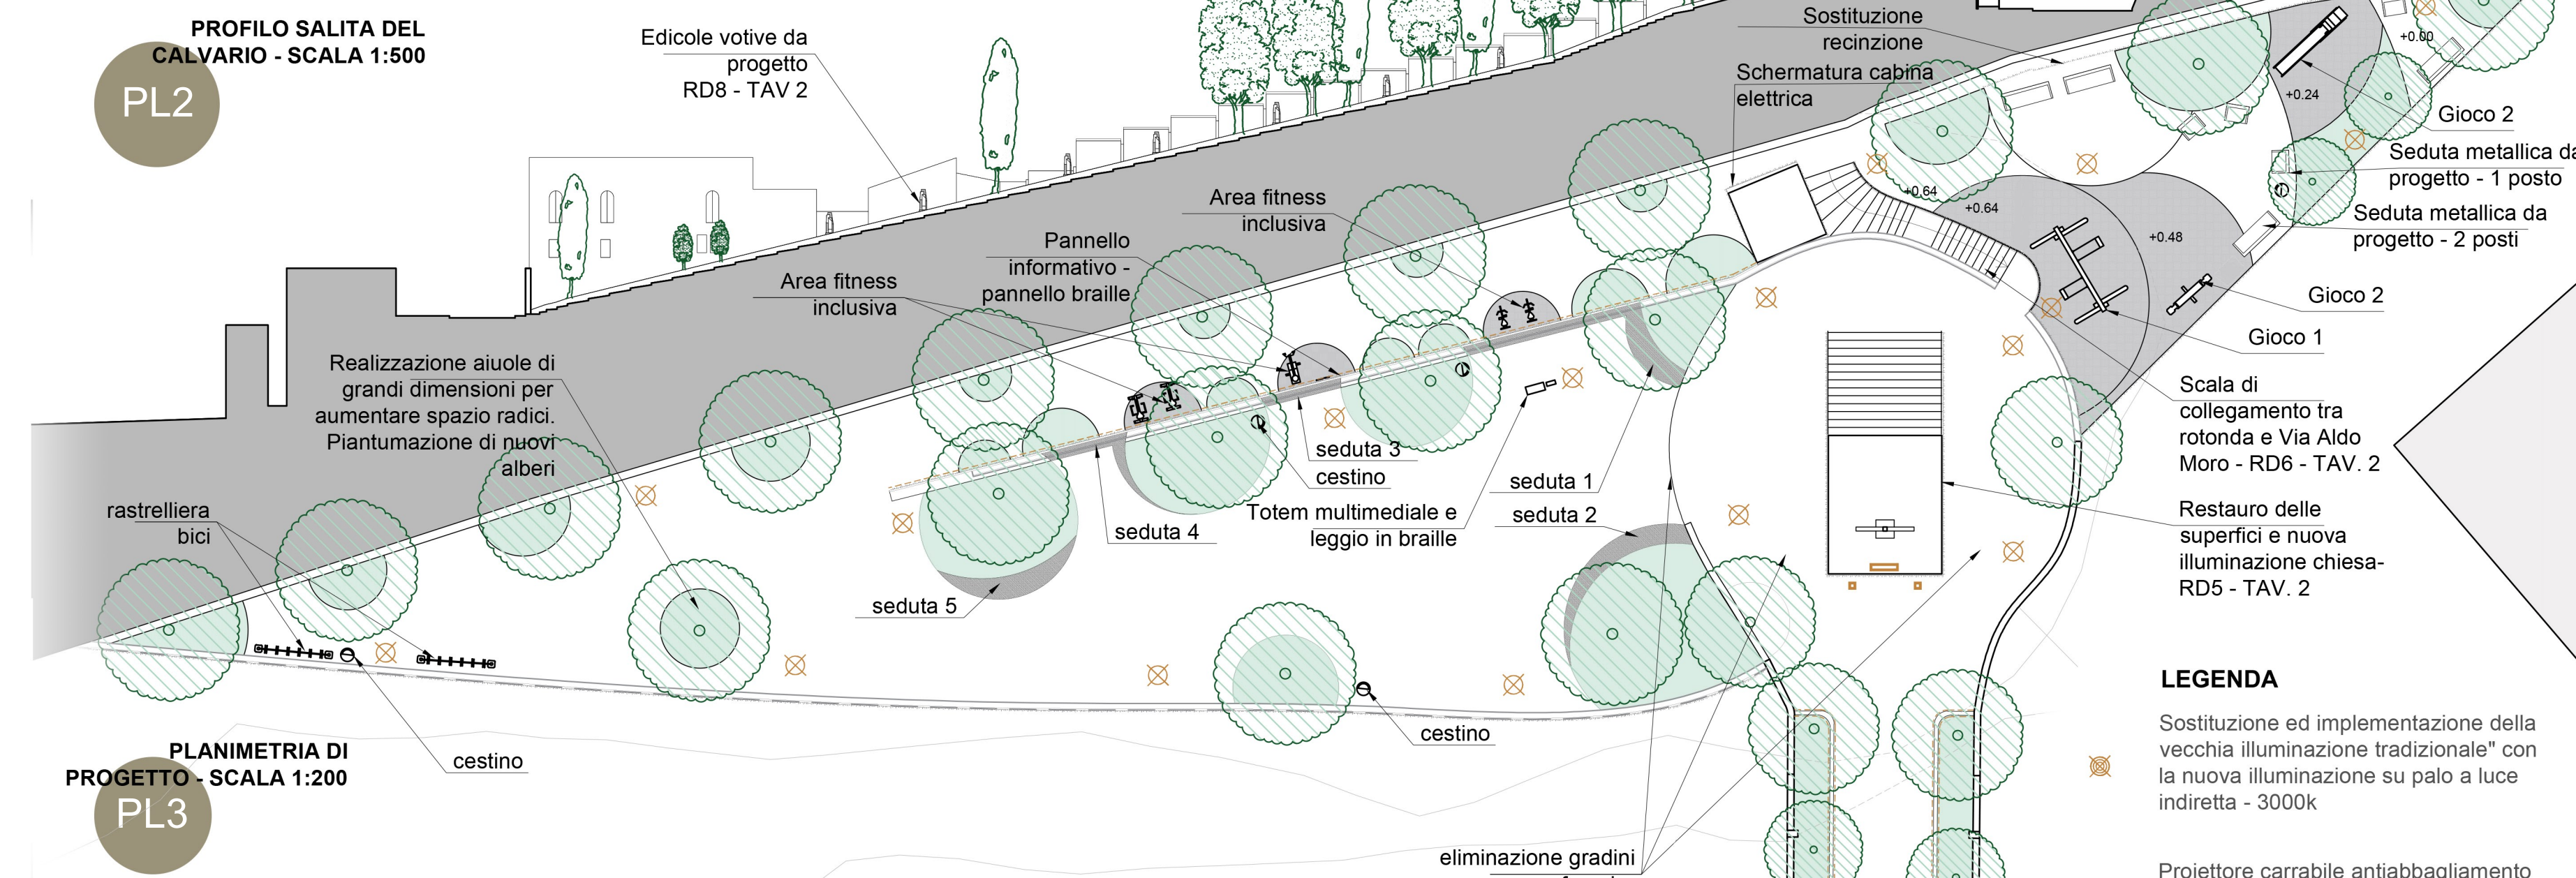 PROFILO SALITA DEL
CALVARIO - SCALA 1:500
PL2
Edicole votive da
progetto
RD8 - TAV 2
Sostituzione
recinzione
Schermatura cabina
elettrica
+0.00
+0.24
Gioco 2
Seduta metallica da
progetto - 1 posto
Seduta metallica da
progetto - 2 posti
+0.64
+0.64
+0.48
Gioco 2
Gioco 1
Area fitness
inclusiva
Pannello
informativo -
pannello braille
Area fitness
inclusiva
Realizzazione aiuole di
grandi dimensioni per
aumentare spazio radici.
Piantumazione di nuovi
alberi
rastrelliera
bici
seduta 3
cestino
seduta 4
seduta 5
Totem multimediale e
leggio in braille
seduta 1
seduta 2
Scala di
collegamento tra
rotonda e Via Aldo
Moro - RD6 - TAV. 2
Restauro delle
superfici e nuova
illuminazione chiesa-
RD5 - TAV. 2
cestino
cestino
PLANIMETRIA DI
PROGETTO - SCALA 1:200
PL3
eliminazione gradini
LEGENDA
Sostituzione ed implementazione della
vecchia illuminazione tradizionale" con
la nuova illuminazione su palo a luce
indiretta - 3000k
Proiettore carrabile antiabbagliamento